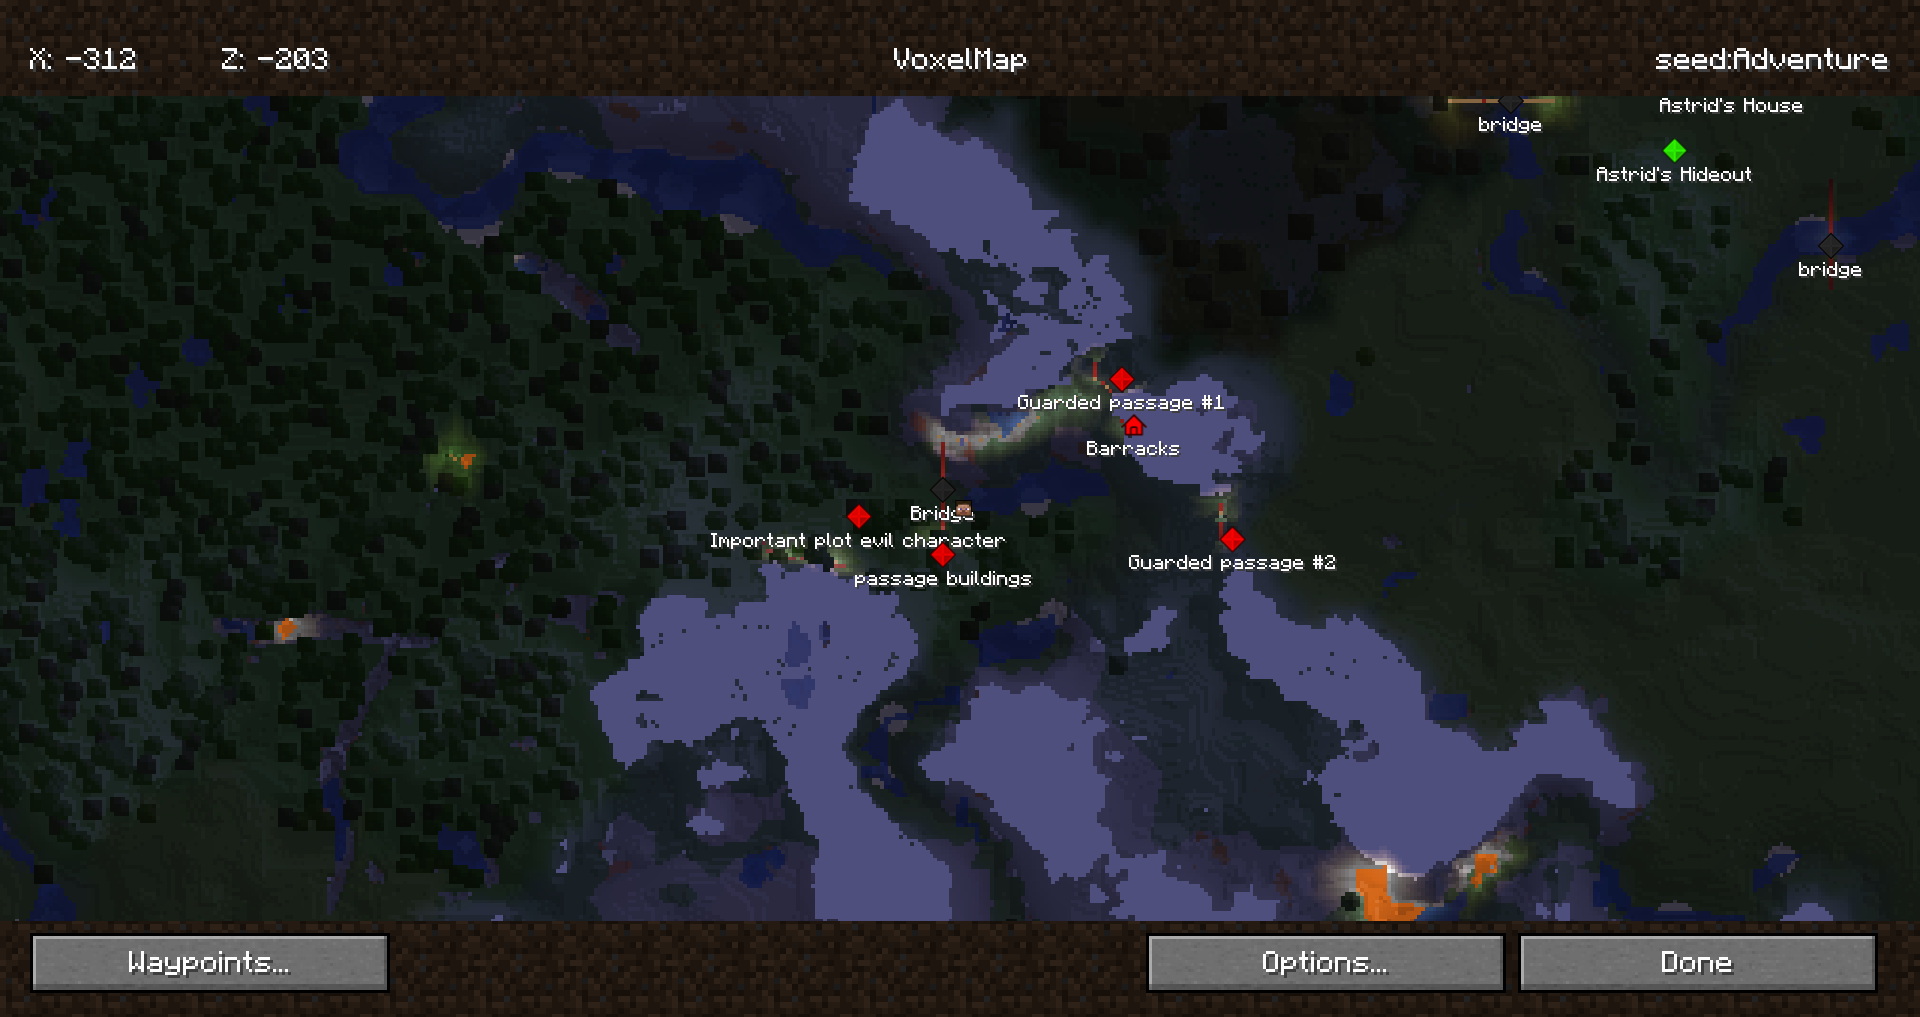 X: -312
Z: -203
VoxelMap
seed:Adventure
Astrid's House
bridge
Astrid's Hideout
bridge
Guarded passage #1
Barracks
Bridge
Important plot evil character
Guarded passage #2
passage buildings
Waypoints...
Options...
Done